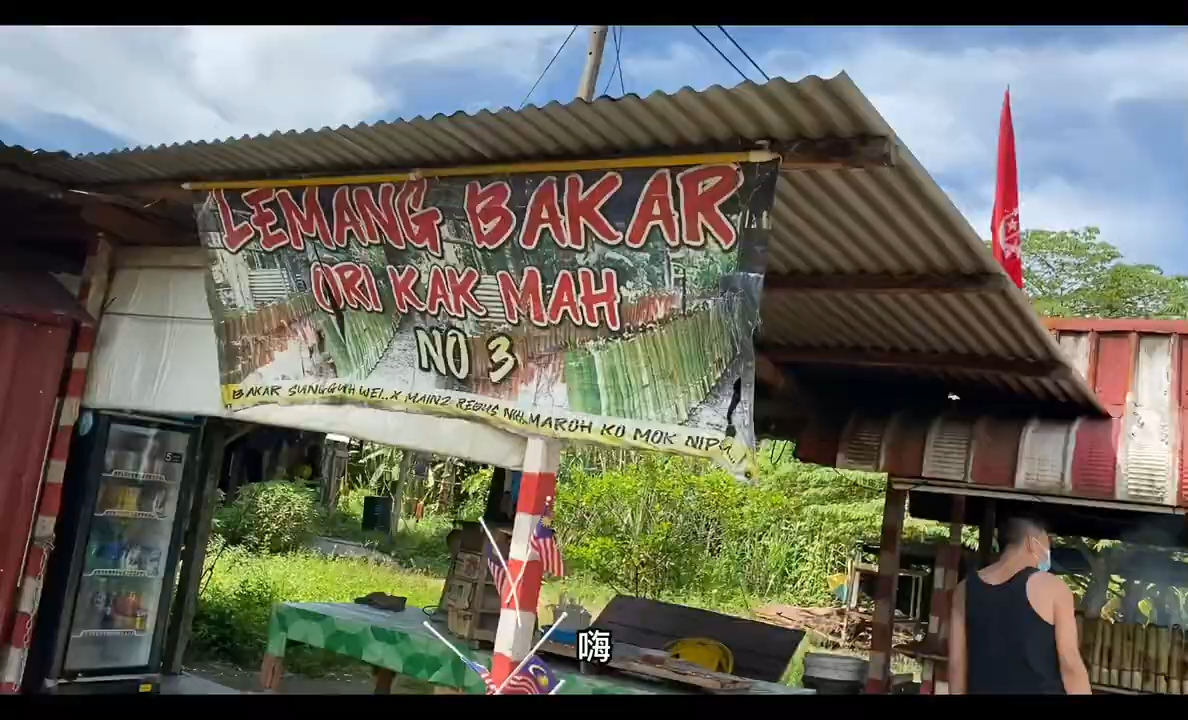 LEMANG BAKAR
ORI KAK MAH
NO 3
BAKAR SUNGGUH WEI..X MAIN2 REBUS NIH..MAROH KO MOK NIPU
嗨